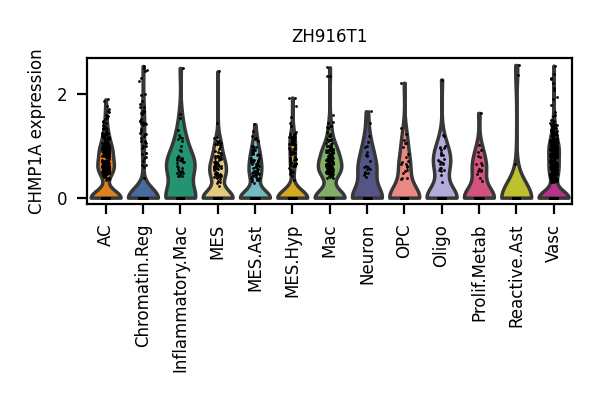 ZH916T1
CHMP1A expression
2
0
AC
Chromatin.Reg
Inflammatory.Mac
MES
MES.Ast
MES.Hyp
Mac
Neuron
OPC
Oligo
Prolif.Metab
Reactive.Ast
Vasc